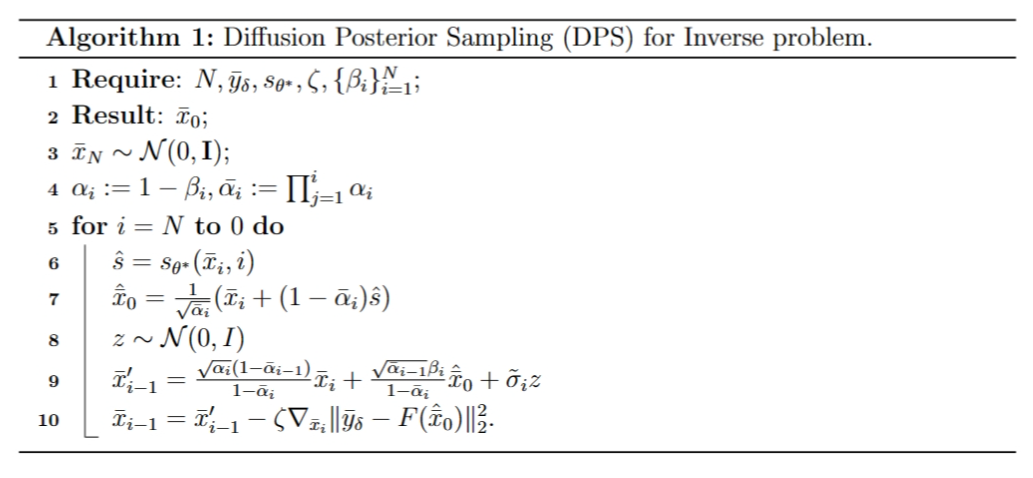 Algorithm 1: Diffusion Posterior Sampling (DPS) for Inverse problem.
1 Require: $N, \bar{y}_\delta, s_{\theta^*}, \zeta, \{\beta_i\}_{i=1}^N$;
2 Result: $\bar{x}_0$;
3 $\bar{x}_N \sim \mathcal{N}(0, \mathbf{I})$;
4 $\alpha_i := 1 - \beta_i, \bar{\alpha}_i := \prod_{j=1}^i \alpha_i$
5 for $i = N$ to $0$ do
6 $\hat{s} = s_{\theta^*}(\bar{x}_i, i)$
7 $\hat{\bar{x}}_0 = \frac{1}{\sqrt{\bar{\alpha}_i}}(\bar{x}_i + (1 - \bar{\alpha}_i)\hat{s})$
8 $z \sim \mathcal{N}(0, I)$
9 $\bar{x}'_{i-1} = \frac{\sqrt{\alpha_i}(1-\bar{\alpha}_{i-1})}{1-\bar{\alpha}_i}\bar{x}_i + \frac{\sqrt{\bar{\alpha}_{i-1}}\beta_i}{1-\bar{\alpha}_i}\hat{\bar{x}}_0 + \tilde{\sigma}_i z$
10 $\bar{x}_{i-1} = \bar{x}'_{i-1} - \zeta \nabla_{\bar{x}_i} \|\bar{y}_\delta - F(\hat{\bar{x}}_0)\|_2^2.$